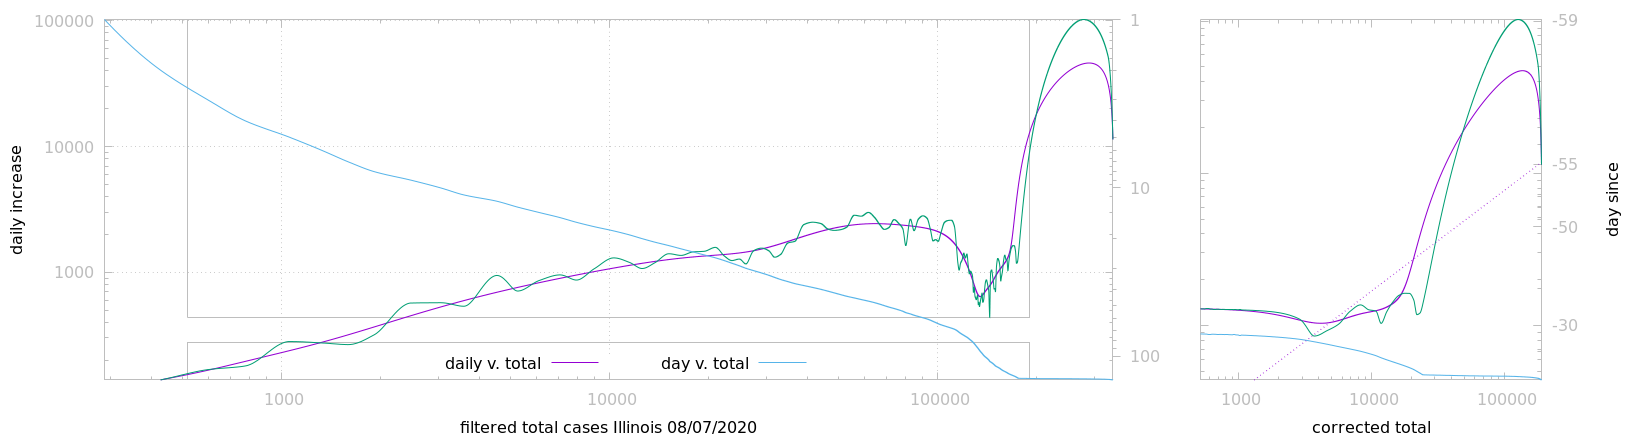 100000
10000
1000
daily increase
1
10
100
daily v. total
day v. total
1000
10000
100000
filtered total cases Illinois 08/07/2020
-59
-55
-50
-30
day since
1000
10000
100000
corrected total